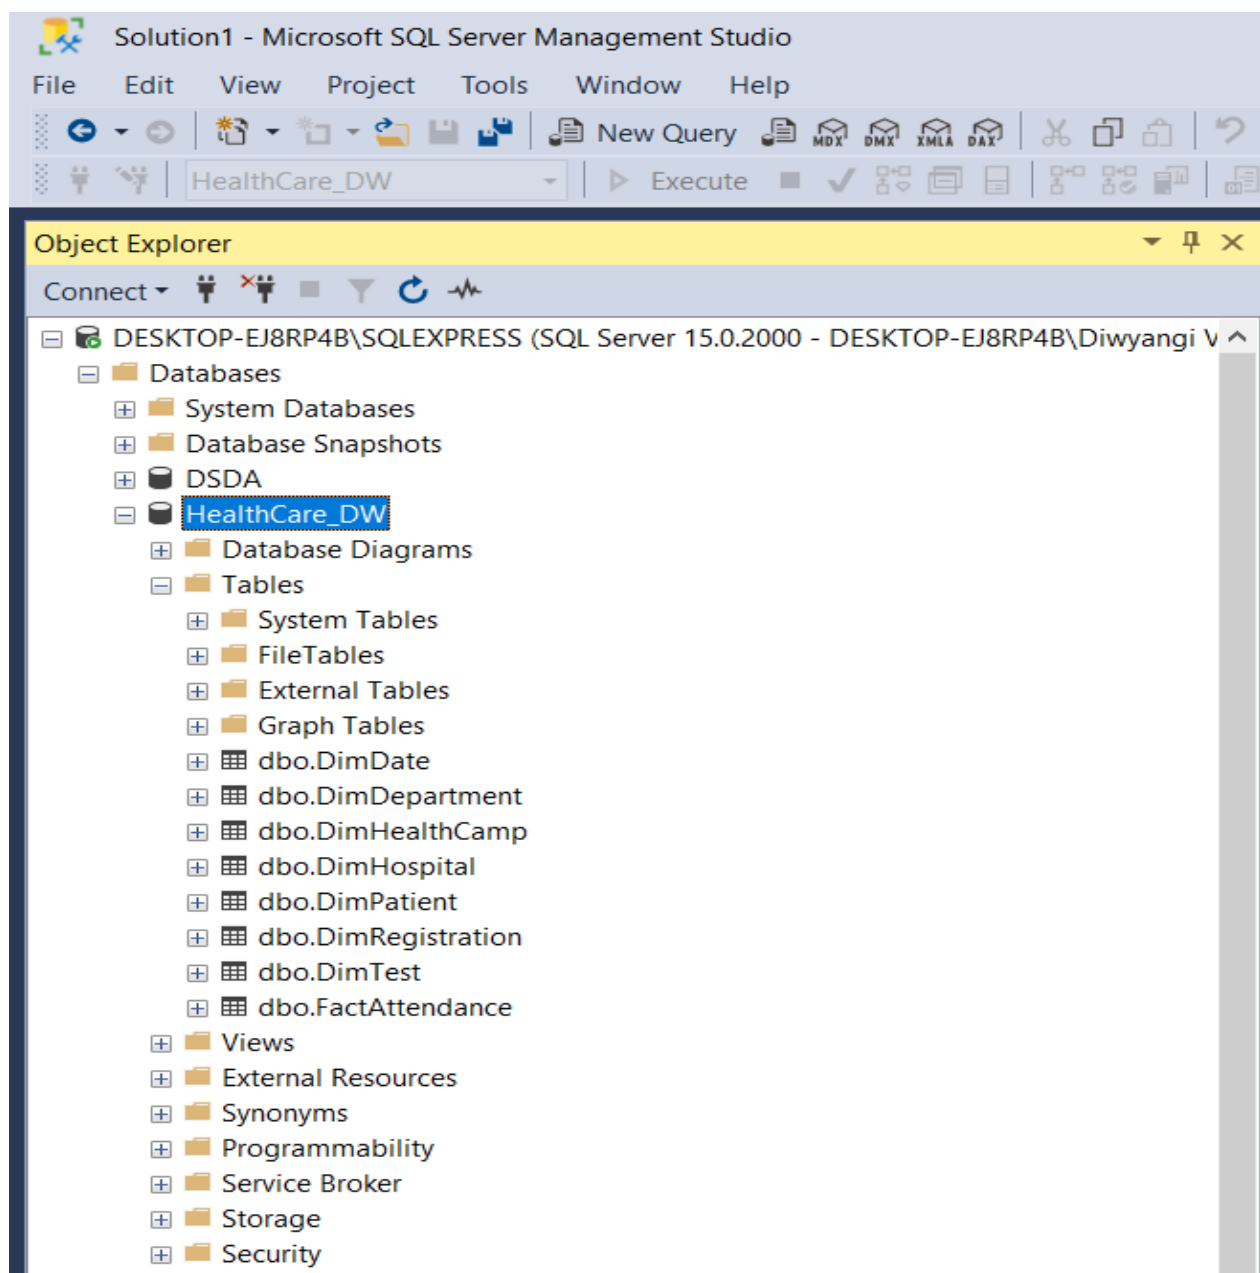 Solution1 - Microsoft SQL Server Management Studio
File Edit View Project Tools Window Help
New Query MDX DMX XMLA DAX
HealthCare_DW Execute
Object Explorer
Connect
DESKTOP-EJ8RP4B\SQLEXPRESS (SQL Server 15.0.2000 - DESKTOP-EJ8RP4B\Diwyangi V
Databases
System Databases
Database Snapshots
DSDA
HealthCare_DW
Database Diagrams
Tables
System Tables
FileTables
External Tables
Graph Tables
dbo.DimDate
dbo.DimDepartment
dbo.DimHealthCamp
dbo.DimHospital
dbo.DimPatient
dbo.DimRegistration
dbo.DimTest
dbo.FactAttendance
Views
External Resources
Synonyms
Programmability
Service Broker
Storage
Security